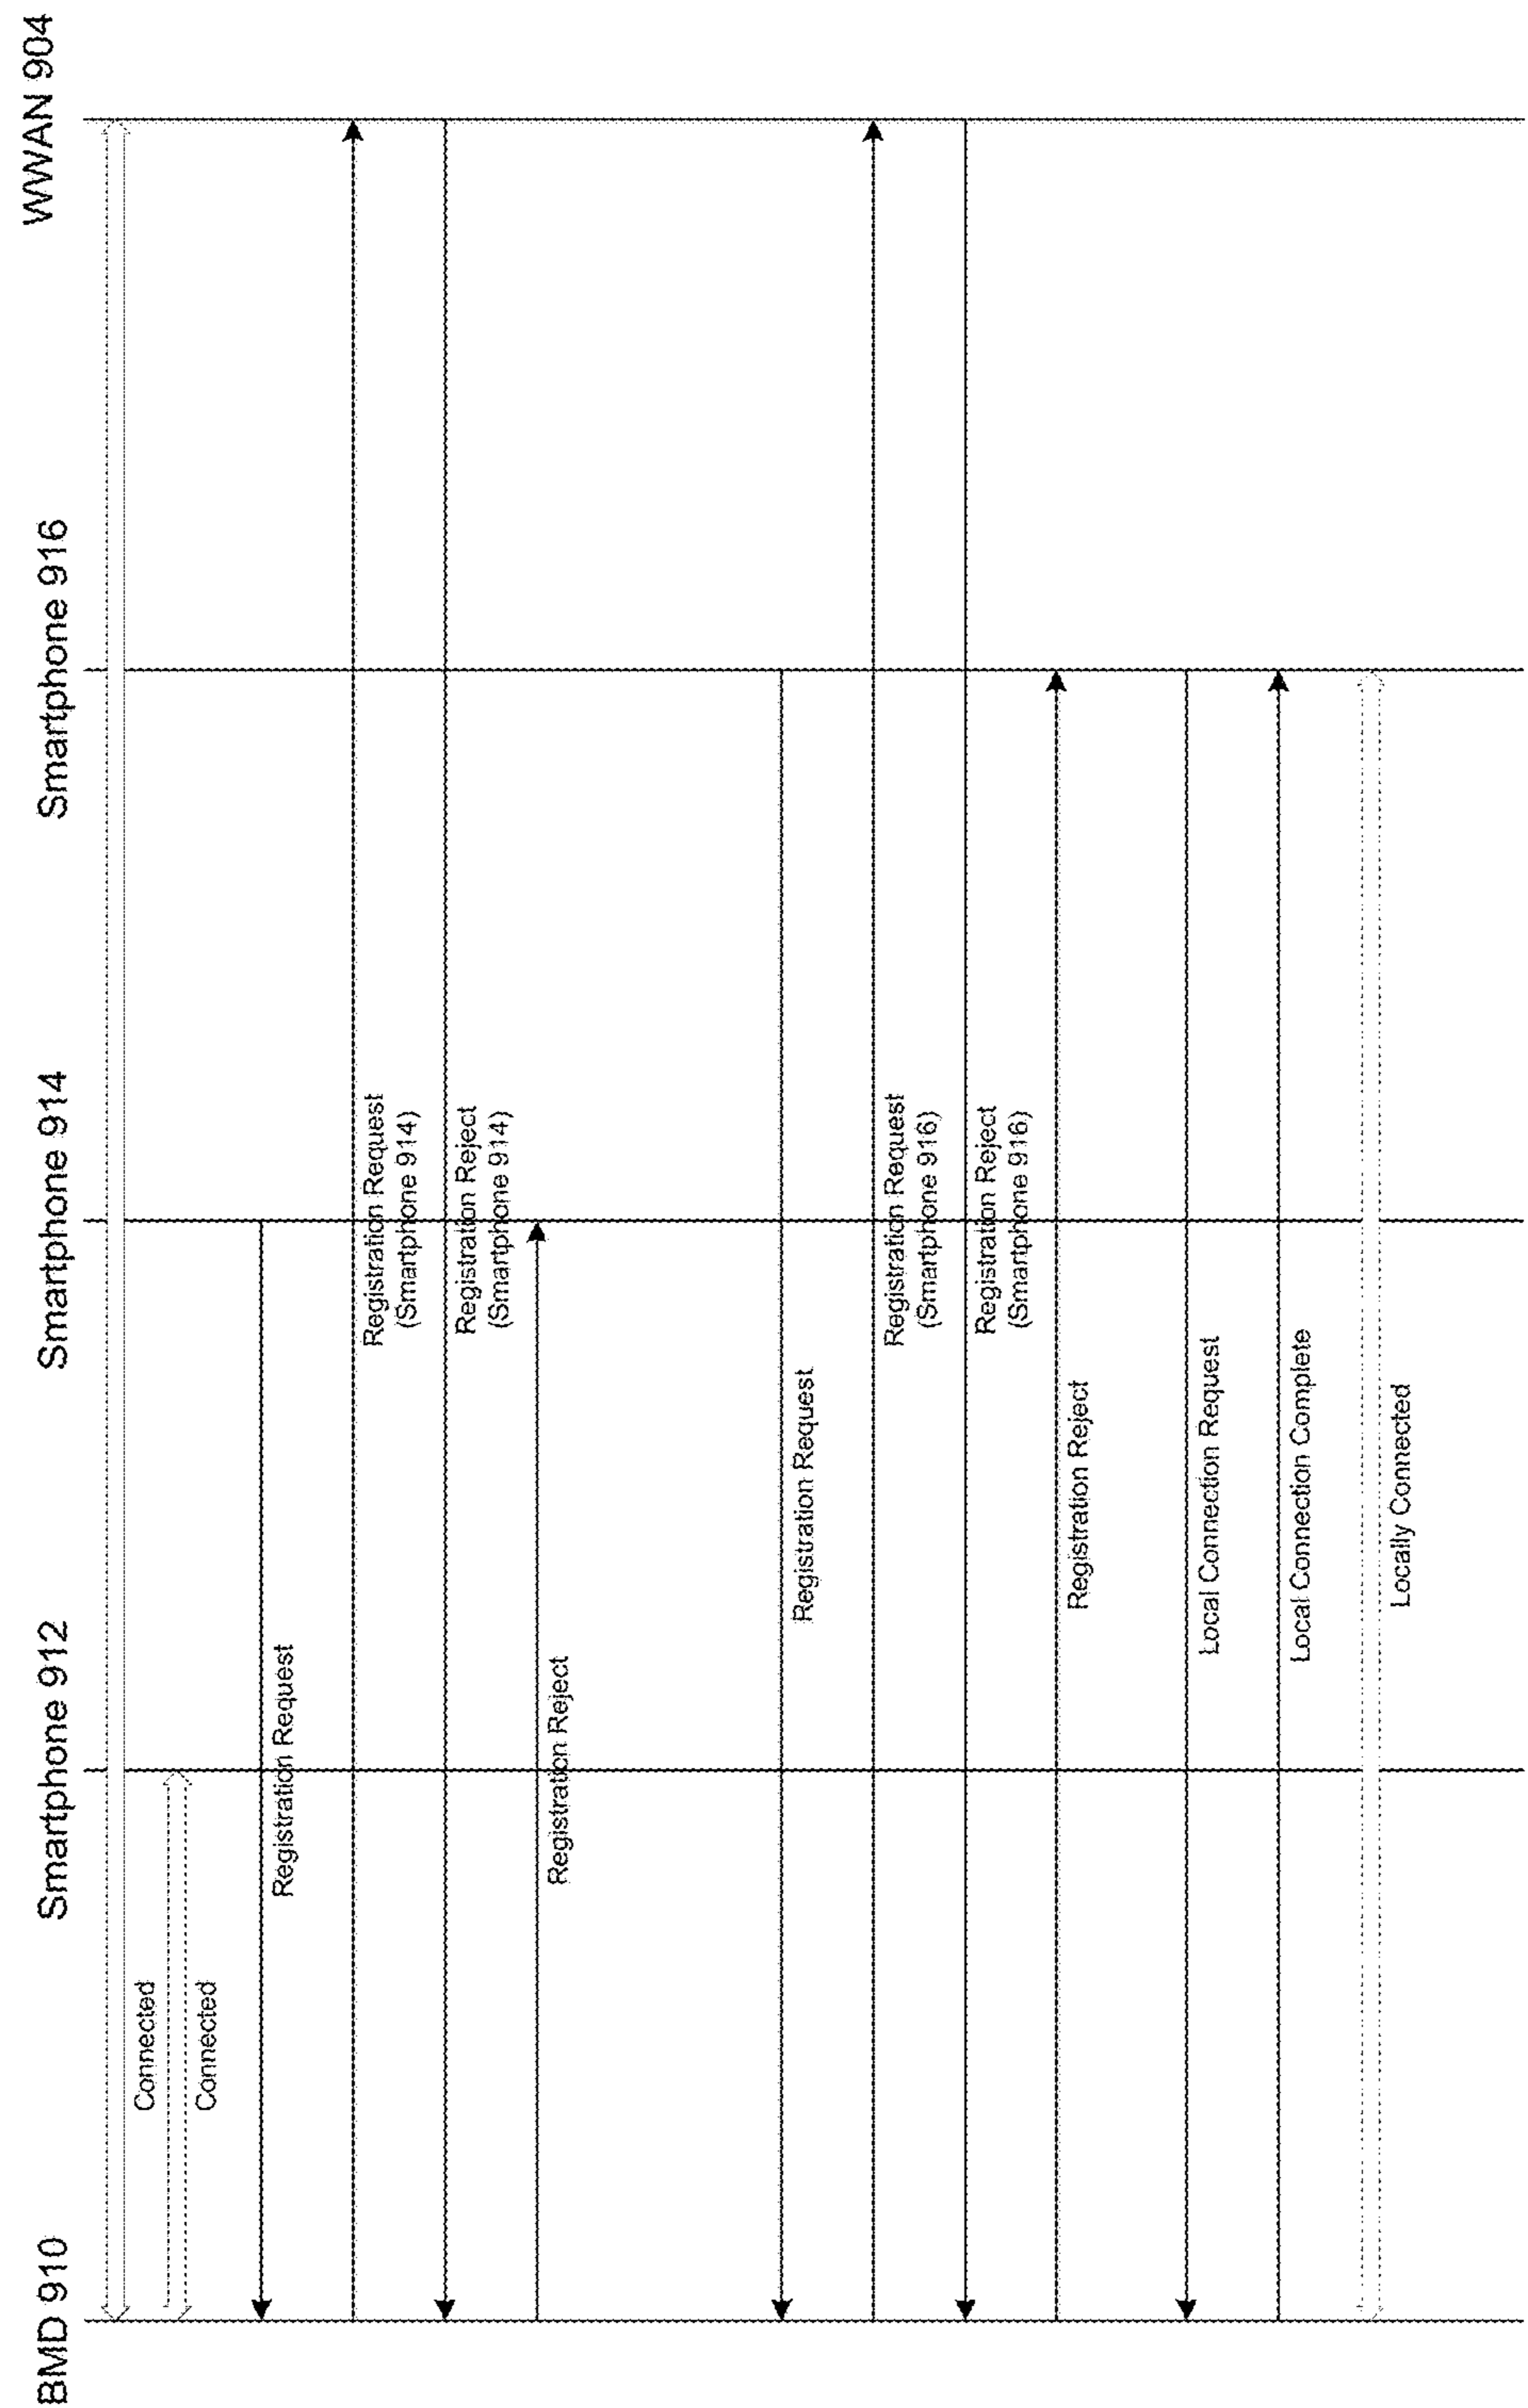 BMD 910
Smartphone 912
Smartphone 914
Smartphone 916
WWAN 904
Connected
Connected
Registration Request
Registration Request
(Smartphone 914)
Registration Reject
(Smartphone 914)
Registration Reject
Registration Request
Registration Request
(Smartphone 916)
Registration Reject
(Smartphone 916)
Registration Reject
Local Connection Request
Local Connection Complete
Locally Connected